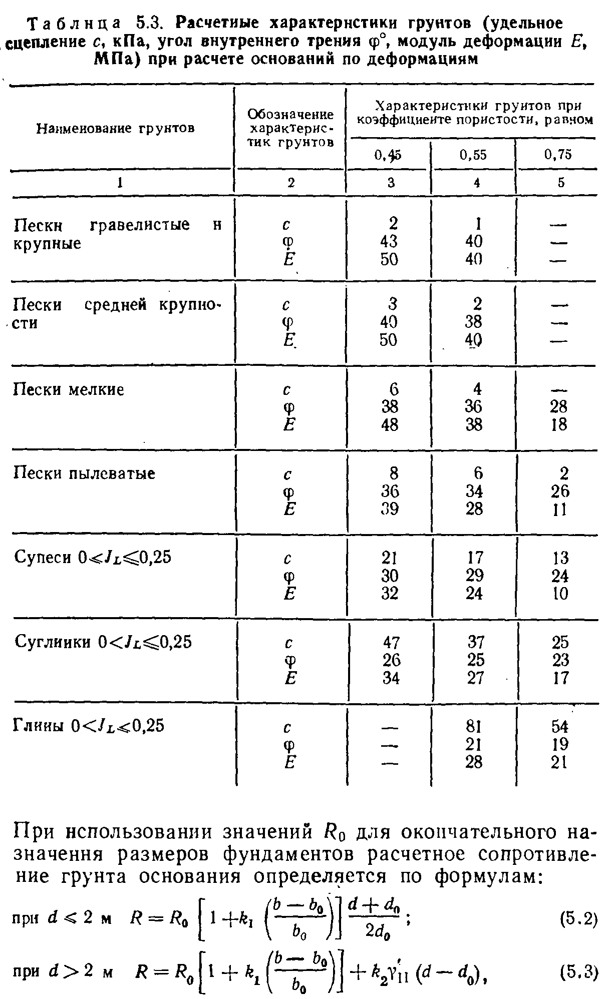 Таблица 5.3. Расчетные характеристики грунтов (удельное
сцепление c, кПа, угол внутреннего трения φ°, модуль деформации E,
МПа) при расчете оснований по деформациям
Наименование грунтов
Обозначение
характерис-
тик грунтов
Характеристики грунтов при
коэффициенте пористости, равном
0,45 0,55 0,75
1 2 3 4 5
Пески гравелистые и c 2 1 —
крупные φ 43 40 —
E 50 40 —
Пески средней крупно- c 3 2 —
сти φ 40 38 —
E 50 40 —
Пески мелкие c 6 4 —
φ 38 36 28
E 48 38 18
Пески пылеватые c 8 6 2
φ 36 34 26
E 39 28 11
Супеси 0<J_L⩽0,25 c 21 17 13
φ 30 29 24
E 32 24 10
Суглинки 0<J_L⩽0,25 c 47 37 25
φ 26 25 23
E 34 27 17
Глины 0<J_L⩽0,25 c — 81 54
φ — 21 19
E — 28 21
При использовании значений R₀ для окончательного на-
значения размеров фундаментов расчетное сопротивле-
ние грунта основания определяется по формулам:
при d ⩽ 2 м R = R₀ [1 + k₁ ((b — b₀)/b₀)] (d + d₀)/2d₀ ; (5.2)
при d > 2 м R = R₀ [1 + k₁ ((b — b₀)/b₀)] + k₂γ′_II (d — d₀), (5.3)